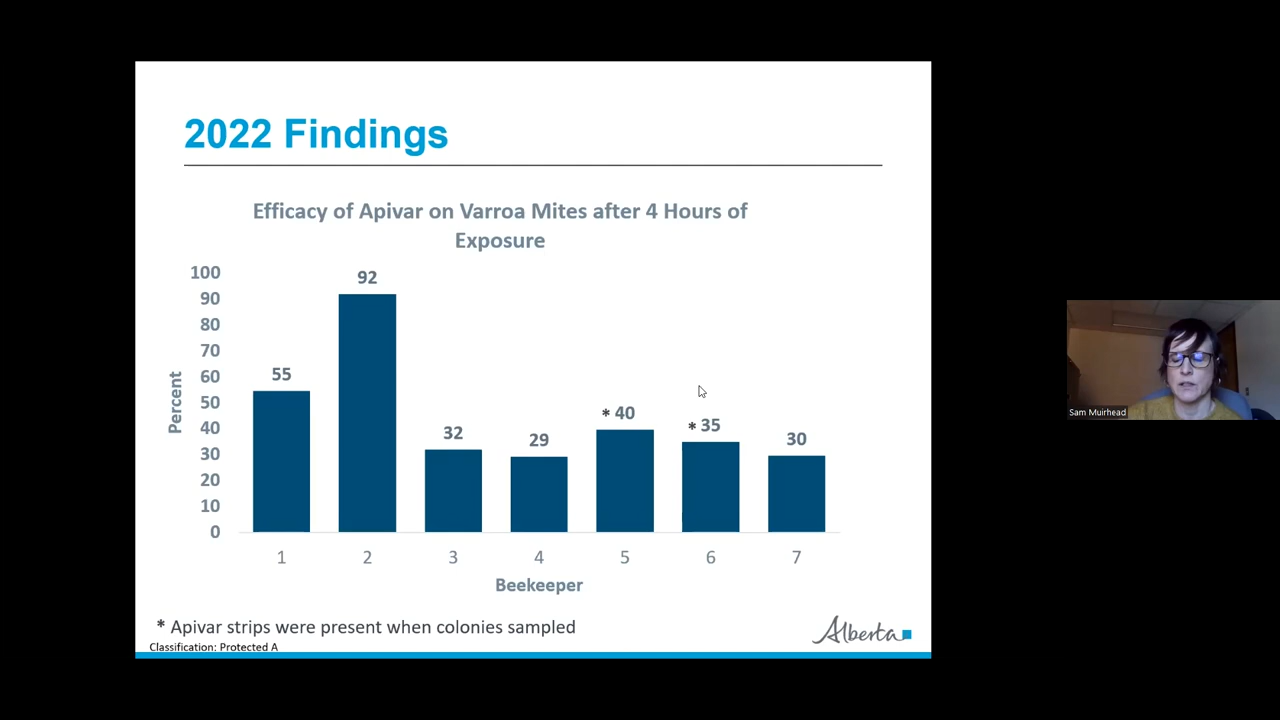 2022 Findings
Efficacy of Apivar on Varroa Mites after 4 Hours of
Exposure
Percent
100
90
80
70
60
50
40
30
20
10
0
55
92
32
29
* 40
* 35
30
1 2 3 4 5 6 7
Beekeeper
* Apivar strips were present when colonies sampled
Classification: Protected A
Alberta
Sam Muirhead